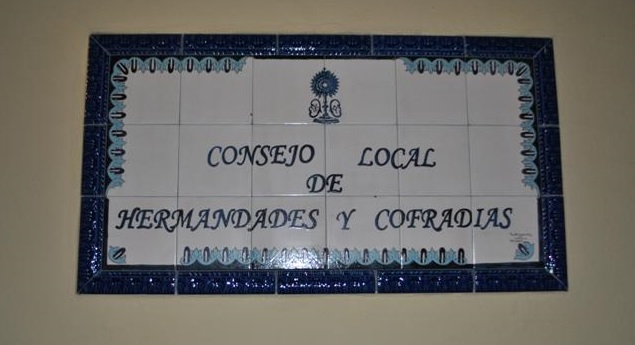 CONSEJO LOCAL
DE
HERMANDADES Y COFRADIAS